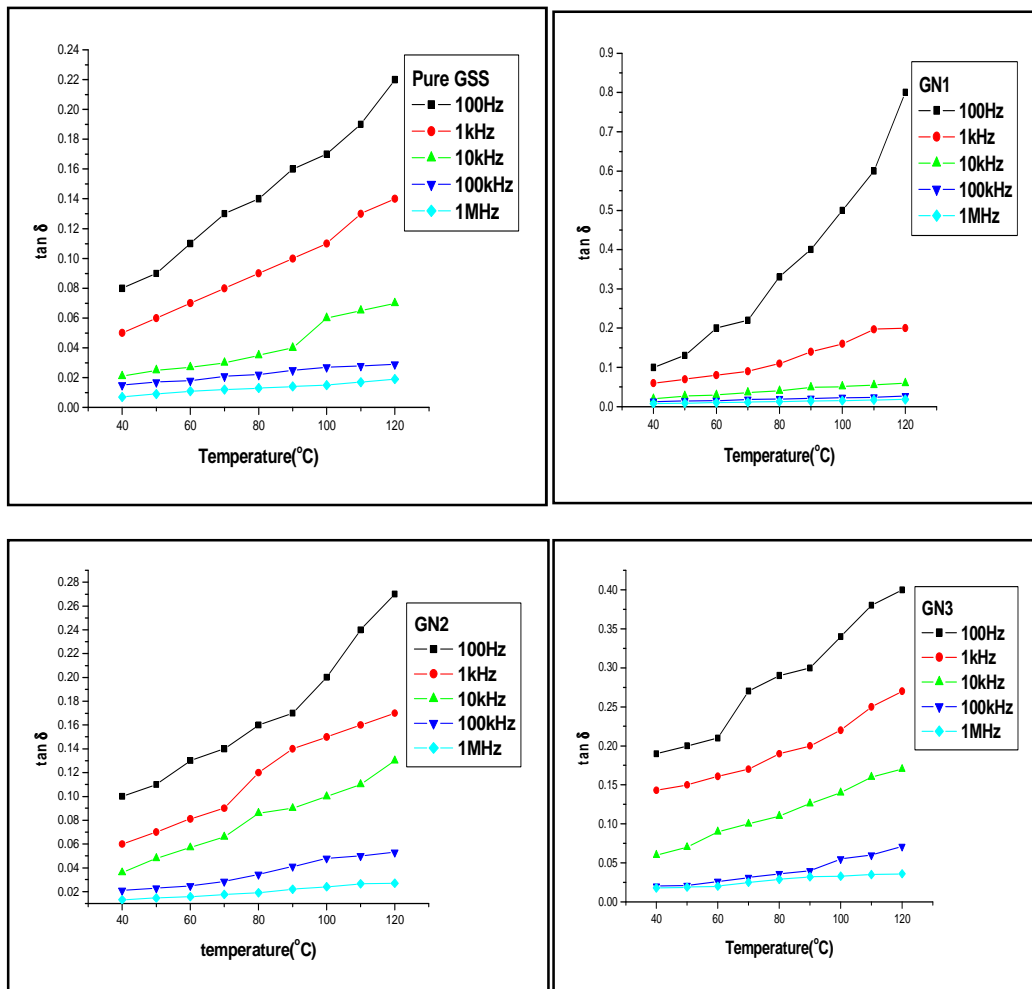 0.24
0.22
0.20
0.18
0.16
0.14
0.12
0.10
0.08
0.06
0.04
0.02
0.00
tan δ
40 60 80 100 120
Temperature(°C)
Pure GSS
100Hz
1kHz
10kHz
100kHz
1MHz
0.9
0.8
0.7
0.6
0.5
0.4
0.3
0.2
0.1
0.0
tan δ
40 60 80 100 120
Temperature(°C)
GN1
100Hz
1kHz
10kHz
100kHz
1MHz
0.28
0.26
0.24
0.22
0.20
0.18
0.16
0.14
0.12
0.10
0.08
0.06
0.04
0.02
tan δ
40 60 80 100 120
temperature(°C)
GN2
100Hz
1kHz
10kHz
100kHz
1MHz
0.40
0.35
0.30
0.25
0.20
0.15
0.10
0.05
0.00
tan δ
40 60 80 100 120
Temperature(°C)
GN3
100Hz
1kHz
10kHz
100kHz
1MHz